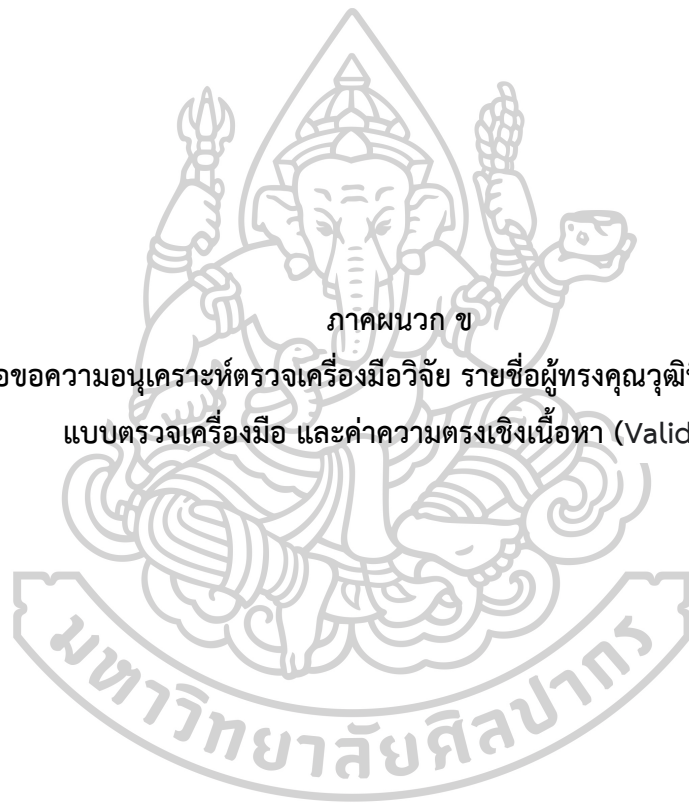 ภาคผนวก ข
อขอความอนุเคราะห์ตรวจเครื่องมือวิจัย รายชื่อผู้ทรงคุณวุฒิ
แบบตรวจเครื่องมือ และค่าความตรงเชิงเนื้อหา (Valid
มหาวิทยาลัยศิลปากร